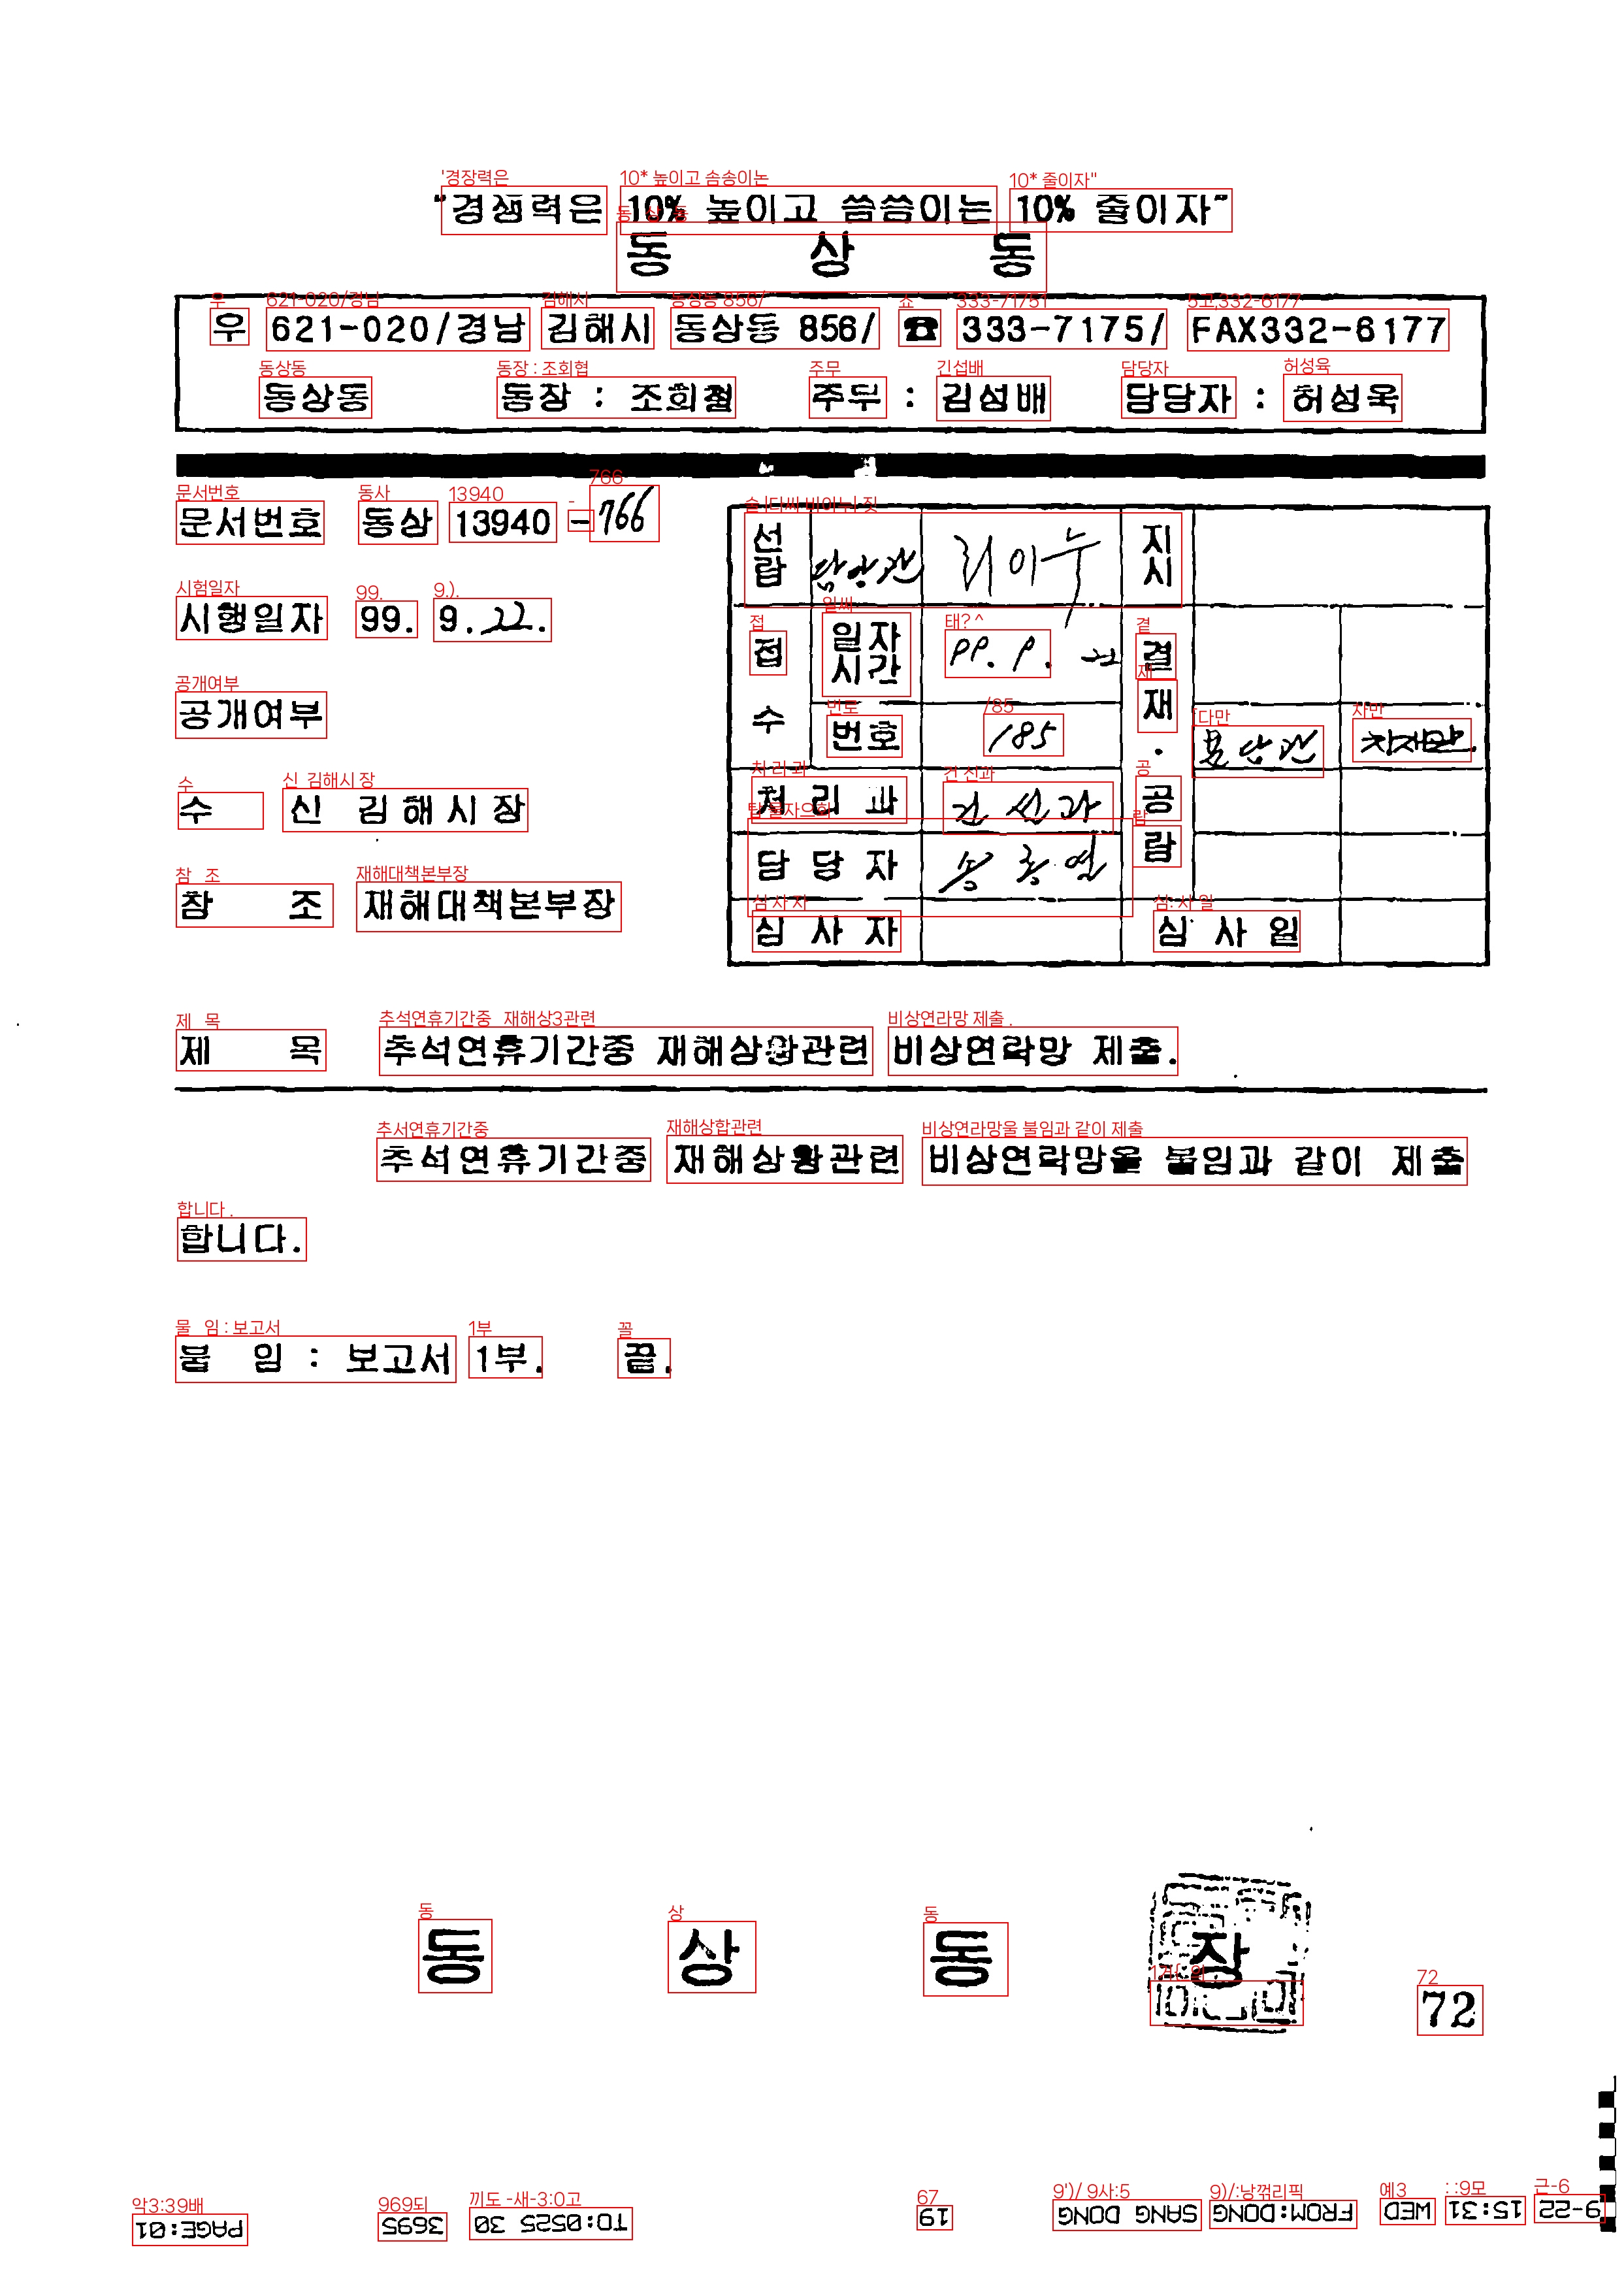 "경쟁력은 10% 높이고 씀씀이는 10% 줄이자"
동 상 동
우 621-020/경남 김해시 동상동 856/ ☎ 333-7175/ FAX332-6177
동상동 동장 : 조희철 주무 : 김섭배 담당자 : 허성욱
문서번호 동상 13940 - 766
시행일자 99. 9. 22.
공개여부
수 신 김해시장
참 조 재해대책본부장
선람 지시
접수 일자 시간 결재·공람
번호 185
처리과 건설과
담당자
심사자 심사일
제 목 추석연휴기간중 재해상황관련 비상연락망 제출.
추석연휴기간중 재해상황관련 비상연락망을 붙임과 같이 제출
합니다.
붙 임 : 보고서 1부. 끝.
동 상 동 장
72
9-22 15:31 WED FROM:DONG SANG DONG 19 TO:0525 30 3695 PAGE:01